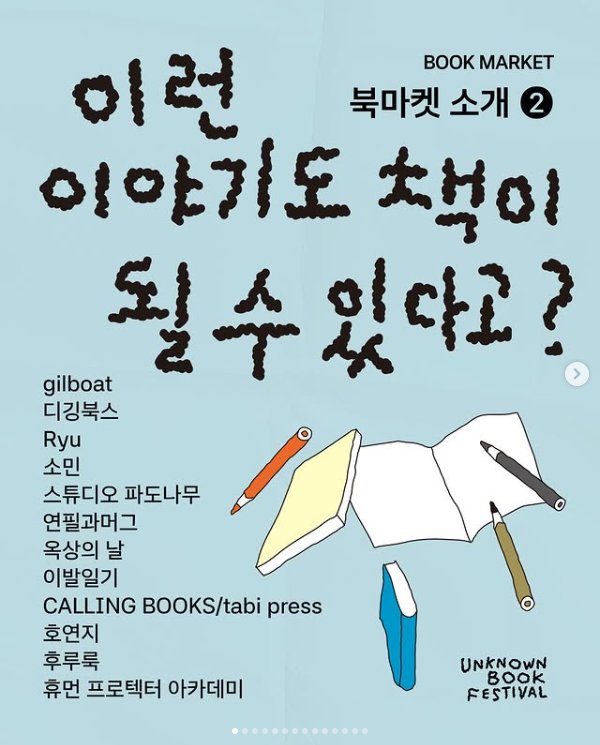 BOOK MARKET
북마켓 소개 2
이런
이야기도 책이
될 수 있다고?
gilboat
디깅북스
Ryu
소민
스튜디오 파도나무
연필과머그
옥상의 날
이발일기
CALLING BOOKS/tabi press
호연지
후루룩
휴먼 프로텍터 아카데미
UNKNOWN
BOOK
FESTIVAL